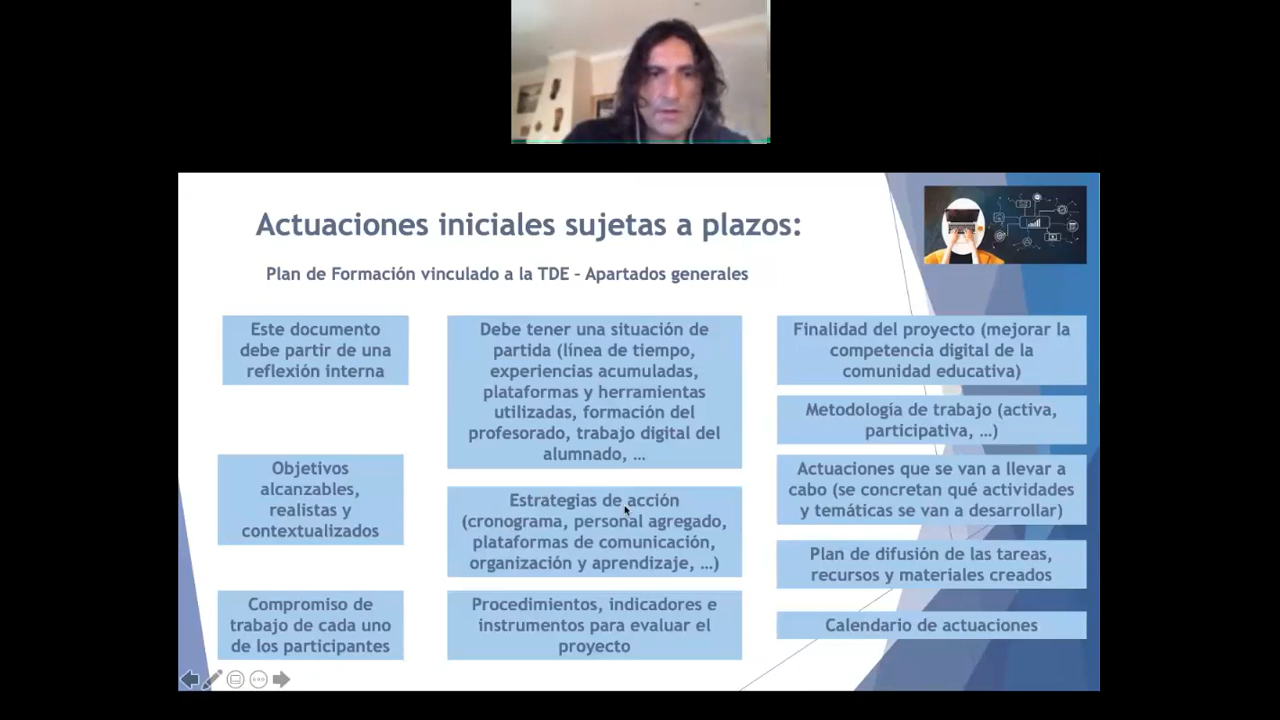 Actuaciones iniciales sujetas a plazos:
Plan de Formación vinculado a la TDE – Apartados generales
Este documento
debe partir de una
reflexión interna
Objetivos
alcanzables,
realistas y
contextualizados
Compromiso de
trabajo de cada uno
de los participantes
Debe tener una situación de
partida (línea de tiempo,
experiencias acumuladas,
plataformas y herramientas
utilizadas, formación del
profesorado, trabajo digital del
alumnado, …
Estrategias de acción
(cronograma, personal agregado,
plataformas de comunicación,
organización y aprendizaje, …)
Procedimientos, indicadores e
instrumentos para evaluar el
proyecto
Finalidad del proyecto (mejorar la
competencia digital de la
comunidad educativa)
Metodología de trabajo (activa,
participativa, …)
Actuaciones que se van a llevar a
cabo (se concretan qué actividades
y temáticas se van a desarrollar)
Plan de difusión de las tareas,
recursos y materiales creados
Calendario de actuaciones